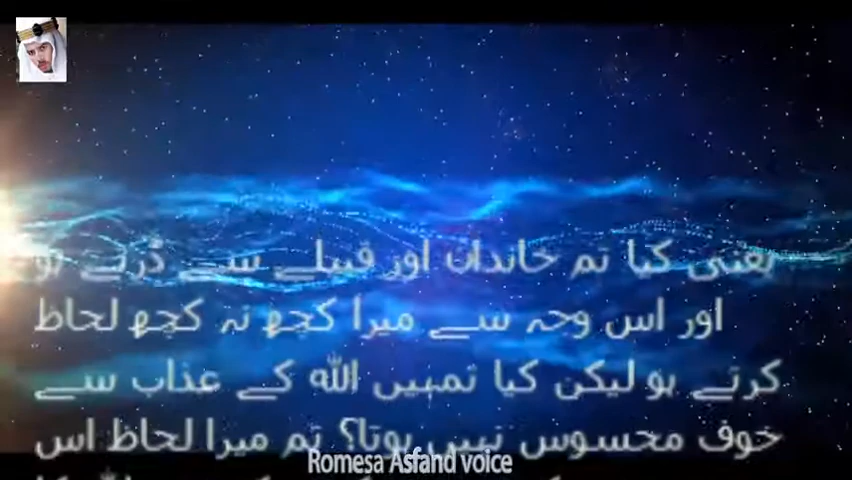 یعنی کیا تم خاندان اور قبیلے سے ڈرتے ہو
اور اس وجہ سے میرا کچھ نہ کچھ لحاظ
کرتے ہو لیکن کیا تمہیں الله کے عذاب سے
خوف محسوس نہیں ہوتا؟ تم میرا لحاظ اس
Romesa Asfand voice